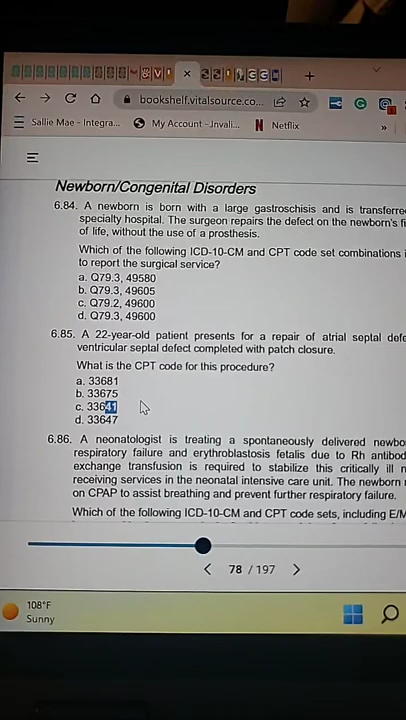 bookshelf.vitalsource.co...
Sallie Mae - Integra...
My Account -Jnvali...
Netflix
»
Newborn/Congenital Disorders
6.84. A newborn is born with a large gastroschisis and is transferre
specialty hospital. The surgeon repairs the defect on the newborn's fi
of life, without the use of a prosthesis.
Which of the following ICD-10-CM and CPT code set combinations i
to report the surgical service?
a. Q79.3, 49580
b. Q79.3, 49605
c. Q79.2, 49600
d. Q79.3, 49600
6.85. A 22-year-old patient presents for a repair of atrial septal defe
ventricular septal defect completed with patch closure.
What is the CPT code for this procedure?
a. 33681
b. 33675
c. 33641
d. 33647
6.86. A neonatologist is treating a spontaneously delivered newbo
respiratory failure and erythroblastosis fetalis due to Rh antibod
exchange transfusion is required to stabilize this critically ill n
receiving services in the neonatal intensive care unit. The newborn
on CPAP to assist breathing and prevent further respiratory failure.
Which of the following ICD-10-CM and CPT code sets, including E/M
78 / 197
108°F
Sunny